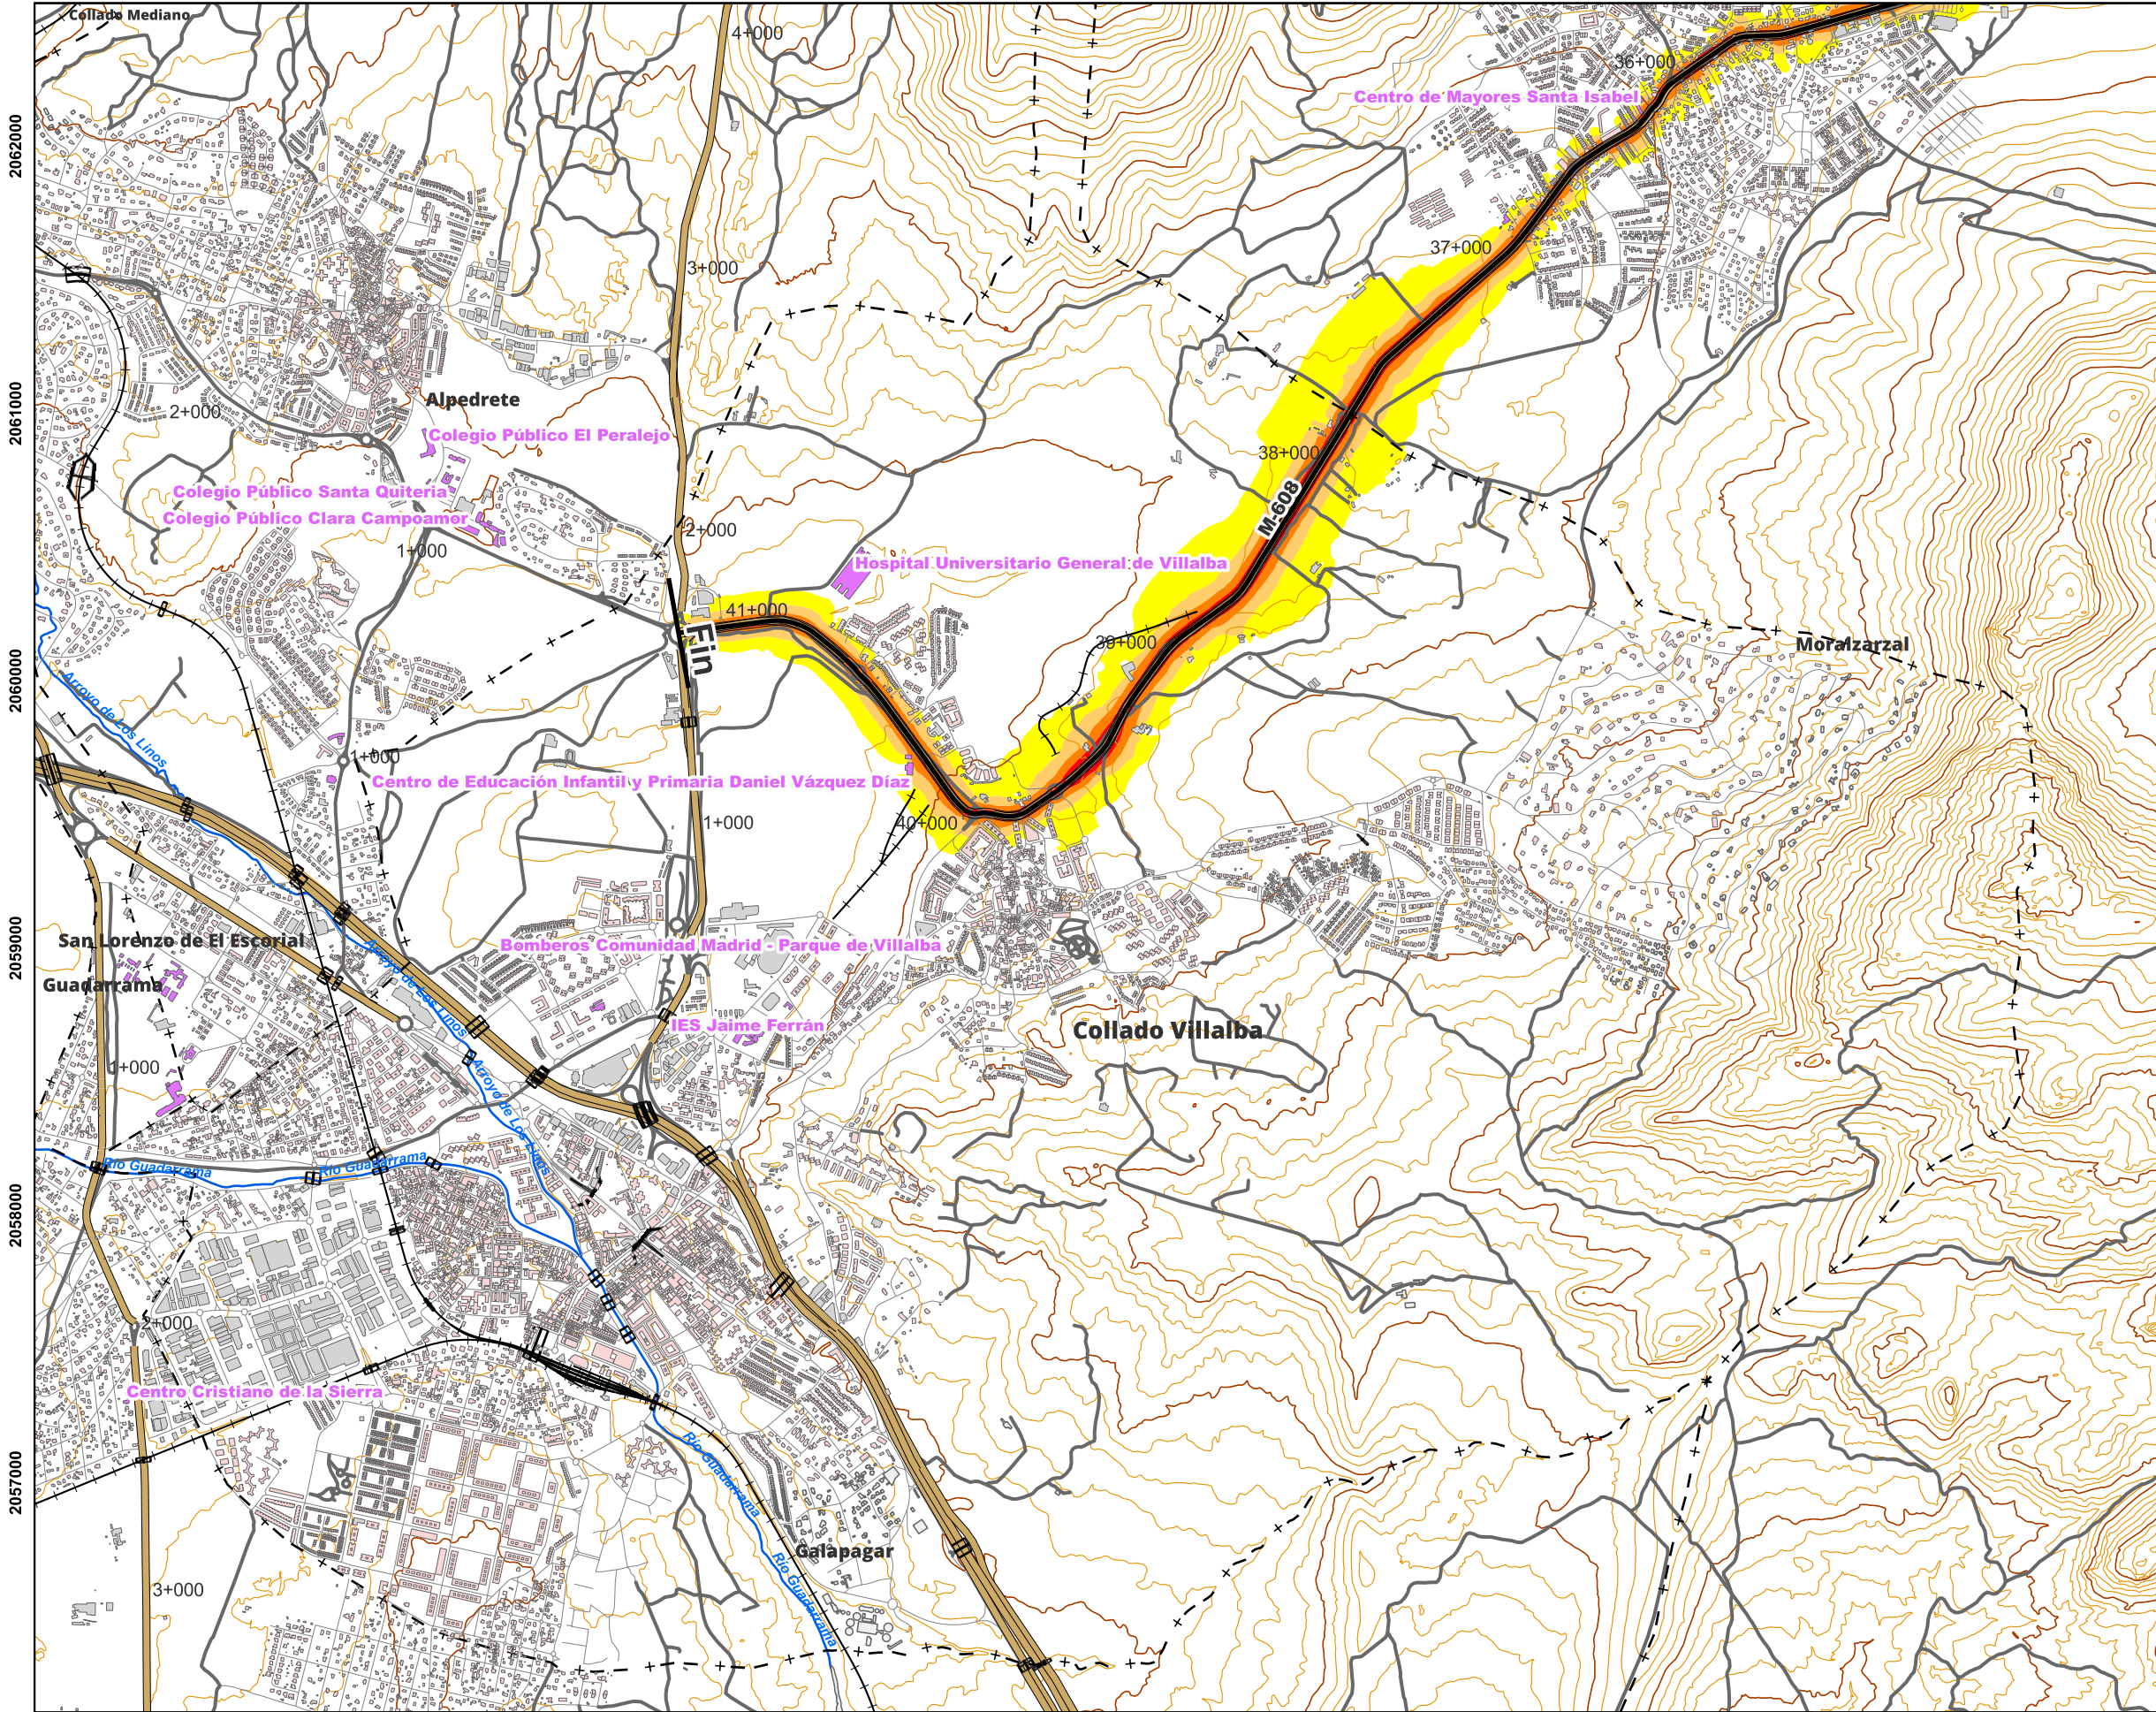 Collado Mediano
4+000
36+000
Centro de Mayores Santa Isabel
2062000
37+000
3+000
2061000
Alpedrete
2+000
Colegio Público El Peralejo
38+000
Colegio Público Santa Quiteria
M-608
Colegio Público Clara Campoamor
2+000
1+000
Hospital Universitario General de Villalba
41+000
Fin
39+000
Moralzarzal
2060000
Arroyo de Los Linos
1+000
Centro de Educación Infantil y Primaria Daniel Vázquez Díaz
1+000
40+000
2059000
San Lorenzo de El Escorial
Bomberos Comunidad Madrid - Parque de Villalba
Arroyo de Los Linos
Guadarrama
IES Jaime Ferrán
Collado Villalba
1+000
Arroyo de Los Linos
Río Guadarrama
Río Guadarrama
2058000
2+000
Centro Cristiano de la Sierra
2057000
Río Guadarrama
Galapagar
3+000
Río Guadarrama